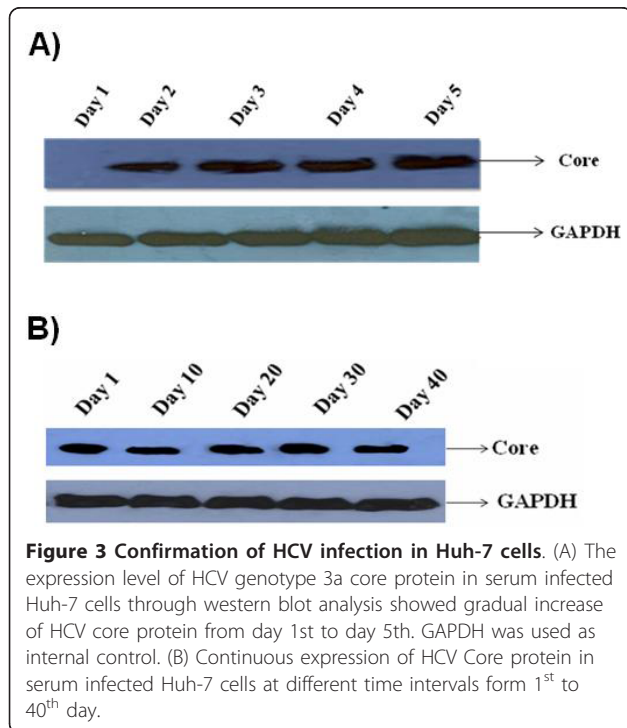 A)
Day 1 Day 2 Day 3 Day 4 Day 5
Core
GAPDH
B)
Day 1 Day 10 Day 20 Day 30 Day 40
Core
GAPDH
Figure 3 Confirmation of HCV infection in Huh-7 cells. (A) The
expression level of HCV genotype 3a core protein in serum infected
Huh-7 cells through western blot analysis showed gradual increase
of HCV core protein from day 1st to day 5th. GAPDH was used as
internal control. (B) Continuous expression of HCV Core protein in
serum infected Huh-7 cells at different time intervals form 1st to
40th day.